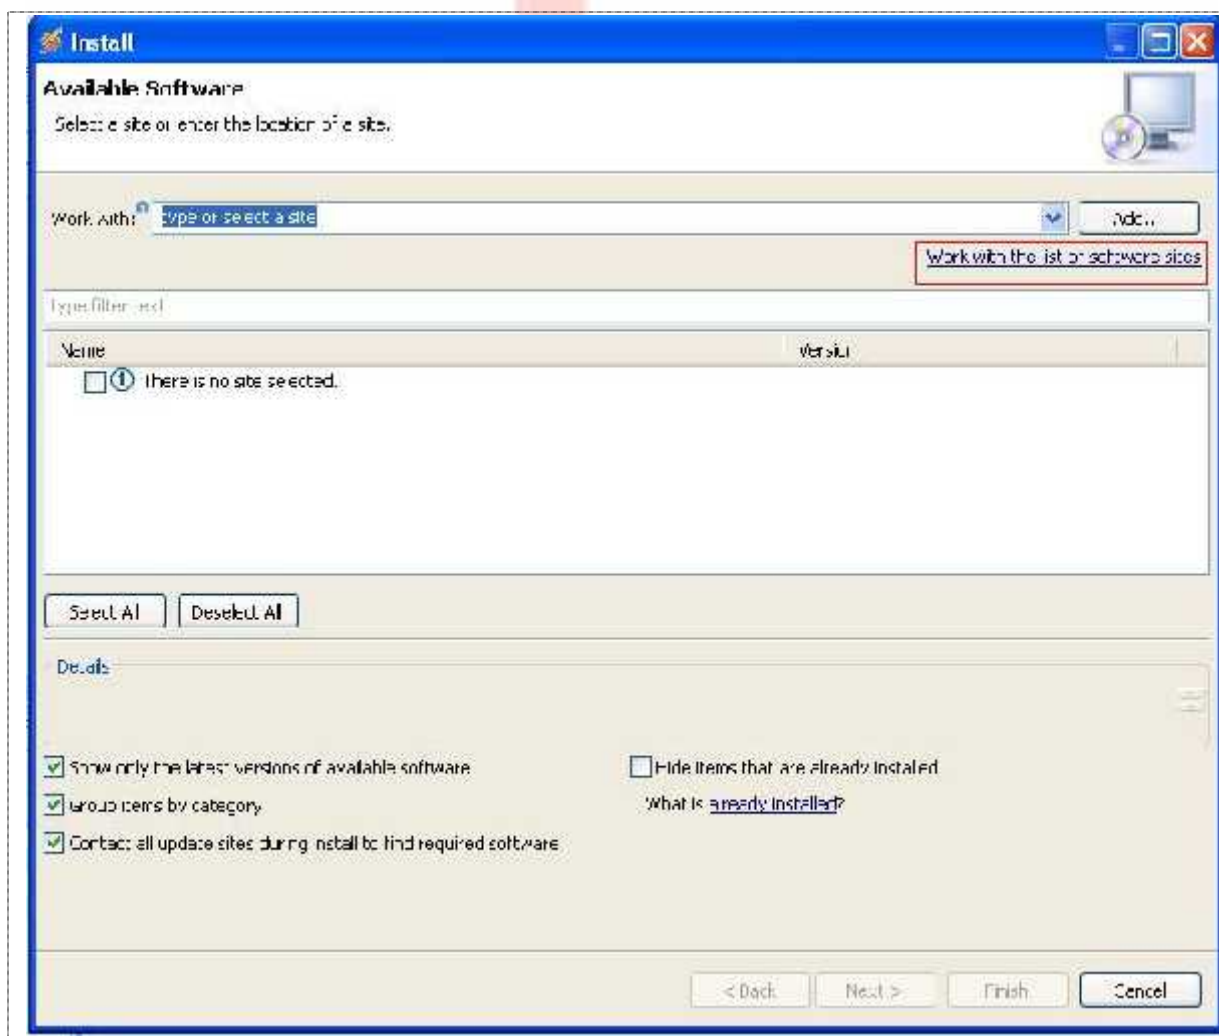 Install
Available Software
Select a site or enter the location of a site.
Work with: type or select a site Add...
Work with the list of software sites
type filter text
Name Version
There is no site selected.
Select All Deselect All
Details
Show only the latest versions of available software Hide items that are already installed
Group items by category What is already installed?
Contact all update sites during install to find required software
< Back Next > Finish Cancel